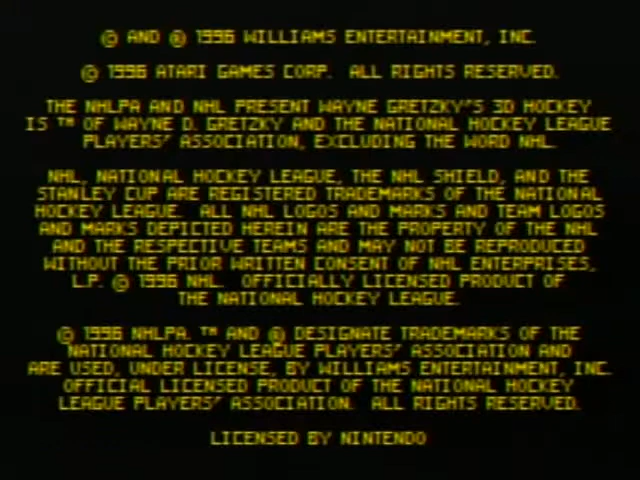 © AND ® 1996 WILLIAMS ENTERTAINMENT, INC.
© 1996 ATARI GAMES CORP. ALL RIGHTS RESERVED.
THE NHLPA AND NHL PRESENT WAYNE GRETZKY'S 3D HOCKEY
IS ™ OF WAYNE D. GRETZKY AND THE NATIONAL HOCKEY LEAGUE
PLAYERS' ASSOCIATION, EXCLUDING THE WORD NHL.
NHL, NATIONAL HOCKEY LEAGUE, THE NHL SHIELD, AND THE
STANLEY CUP ARE REGISTERED TRADEMARKS OF THE NATIONAL
HOCKEY LEAGUE. ALL NHL LOGOS AND MARKS AND TEAM LOGOS
AND MARKS DEPICTED HEREIN ARE THE PROPERTY OF THE NHL
AND THE RESPECTIVE TEAMS AND MAY NOT BE REPRODUCED
WITHOUT THE PRIOR WRITTEN CONSENT OF NHL ENTERPRISES,
L.P. © 1996 NHL. OFFICIALLY LICENSED PRODUCT OF
THE NATIONAL HOCKEY LEAGUE.
© 1996 NHLPA. ™ AND ® DESIGNATE TRADEMARKS OF THE
NATIONAL HOCKEY LEAGUE PLAYERS' ASSOCIATION AND
ARE USED, UNDER LICENSE, BY WILLIAMS ENTERTAINMENT, INC.
OFFICIAL LICENSED PRODUCT OF THE NATIONAL HOCKEY
LEAGUE PLAYERS' ASSOCIATION. ALL RIGHTS RESERVED.
LICENSED BY NINTENDO